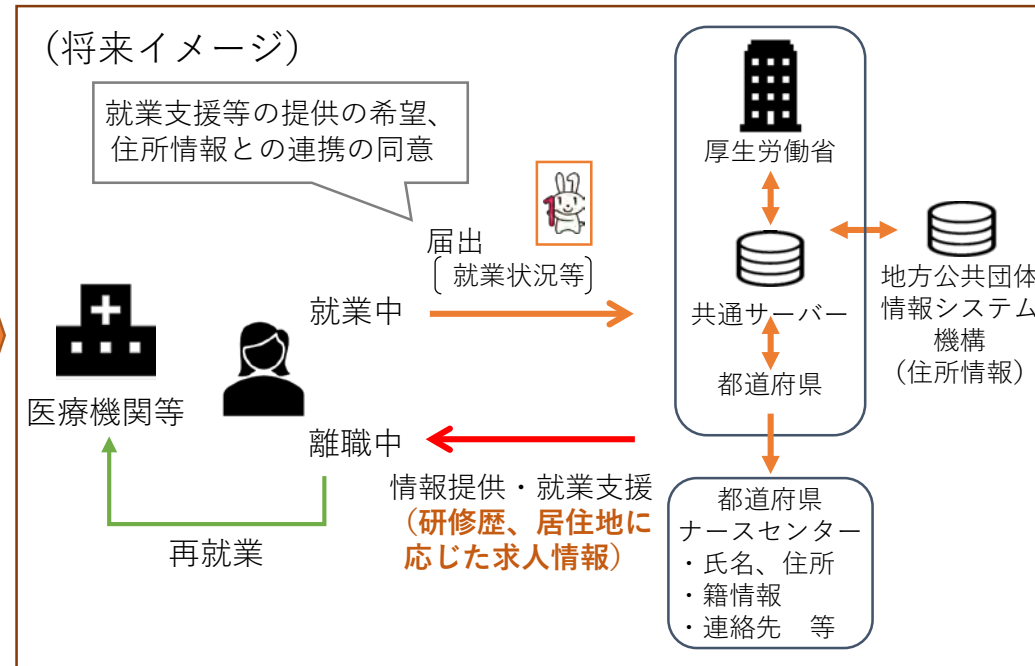 （将来イメージ）
就業支援等の提供の希望、
住所情報との連携の同意
届出
［就業状況等］
就業中
医療機関等
離職中
再就業
情報提供・就業支援
（研修歴、居住地に
応じた求人情報）
厚生労働省
共通サーバー
都道府県
地方公共団体
情報システム
機構
（住所情報）
都道府県
ナースセンター
・氏名、住所
・籍情報
・連絡先　等